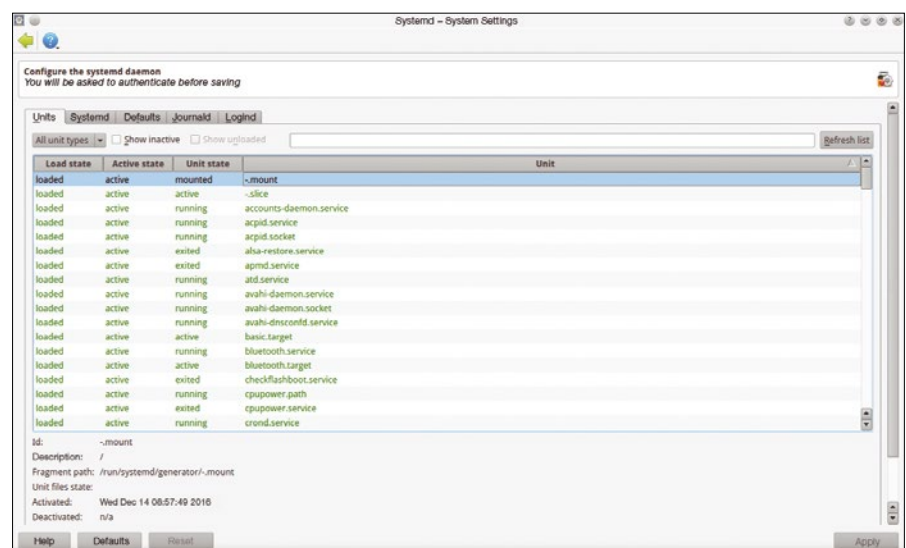 Systemd – System Settings
Configure the systemd daemon
You will be asked to authenticate before saving
Units Systemd Defaults Journald Logind
All unit types Show inactive Show unloaded Refresh list
Load state Active state Unit state Unit
loaded active mounted -.mount
loaded active active -.slice
loaded active running accounts-daemon.service
loaded active running acpid.service
loaded active running acpid.socket
loaded active exited alsa-restore.service
loaded active exited apmd.service
loaded active running atd.service
loaded active running avahi-daemon.service
loaded active running avahi-daemon.socket
loaded active running avahi-dnsconfd.service
loaded active active basic.target
loaded active running bluetooth.service
loaded active active bluetooth.target
loaded active exited checkflashboot.service
loaded active running cpupower.path
loaded active exited cpupower.service
loaded active running crond.service
Id: -.mount
Description: /
Fragment path: /run/systemd/generator/-.mount
Unit files state:
Activated: Wed Dec 14 08:57:49 2016
Deactivated: n/a
Help Defaults Reset Apply